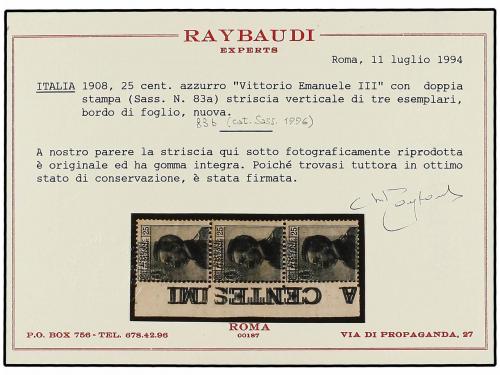 RAYBAUDI
EXPERTS
Roma, 11 luglio 1994
ITALIA 1908, 25 cent. azzurro "Vittorio Emanuele III" con doppia
stampa (Sass. N. 83a) striscia verticale di tre esemplari,
bordo di foglio, nuova.
83b (cat. Sass. 1996)
A nostro parere la striscia qui sotto fotograficamente riprodotta
è originale ed ha gomma integra. Poiché trovasi tuttora in ottimo
stato di conservazione, è stata firmata.
25 25 25
A CENTESIMI
ROMA
00187
P.O. BOX 756 - TEL. 678.42.96
VIA DI PROPAGANDA, 27